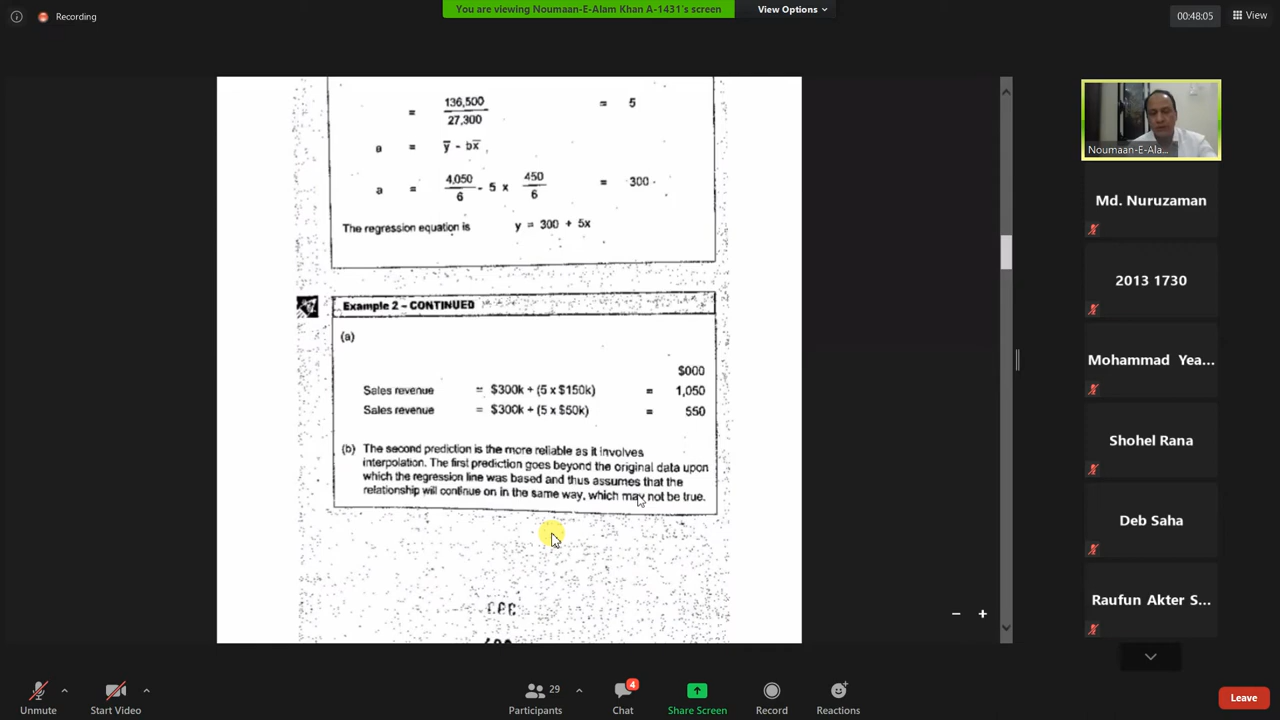 Recording
You are viewing Noumaan-E-Alam Khan A-1431's screen
View Options
00:48:05
View
136,500
= = 5
27,300
a = y̅ - bx̅
4,050 450
a = - 5 x = 300
6 6
The regression equation is y = 300 + 5x
Example 2 – CONTINUED
(a)
$000
Sales revenue = $300k + (5 x $150k) = 1,050
Sales revenue = $300k + (5 x $50k) = 550
(b) The second prediction is the more reliable as it involves
interpolation. The first prediction goes beyond the original data upon
which the regression line was based and thus assumes that the
relationship will continue on in the same way, which may not be true.
Noumaan-E-Ala...
Md. Nuruzaman
2013 1730
Mohammad Yea...
Shohel Rana
Deb Saha
Raufun Akter S...
Unmute
Start Video
29
Participants
4
Chat
Share Screen
Record
Reactions
Leave